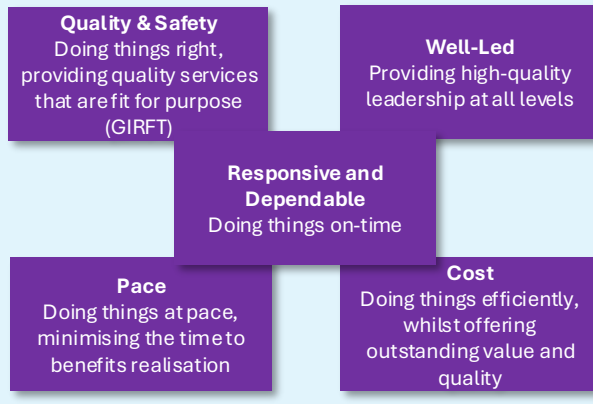 Quality & Safety
Doing things right,
providing quality services
that are fit for purpose
(GIRFT)
Well-Led
Providing high-quality
leadership at all levels
Responsive and
Dependable
Doing things on-time
Pace
Doing things at pace,
minimising the time to
benefits realisation
Cost
Doing things efficiently,
whilst offering
outstanding value and
quality